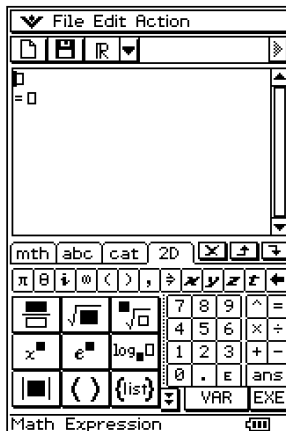 File Edit Action
ℝ
=
mth abc cat 2D
π θ i ∞ ( ) , ⇒ x y z t ←
√ √ 7 8 9 ^ =
4 5 6 × ÷
x e log 1 2 3 + -
|■| ( ) {list} 0 . E ans
VAR EXE
Math Expression